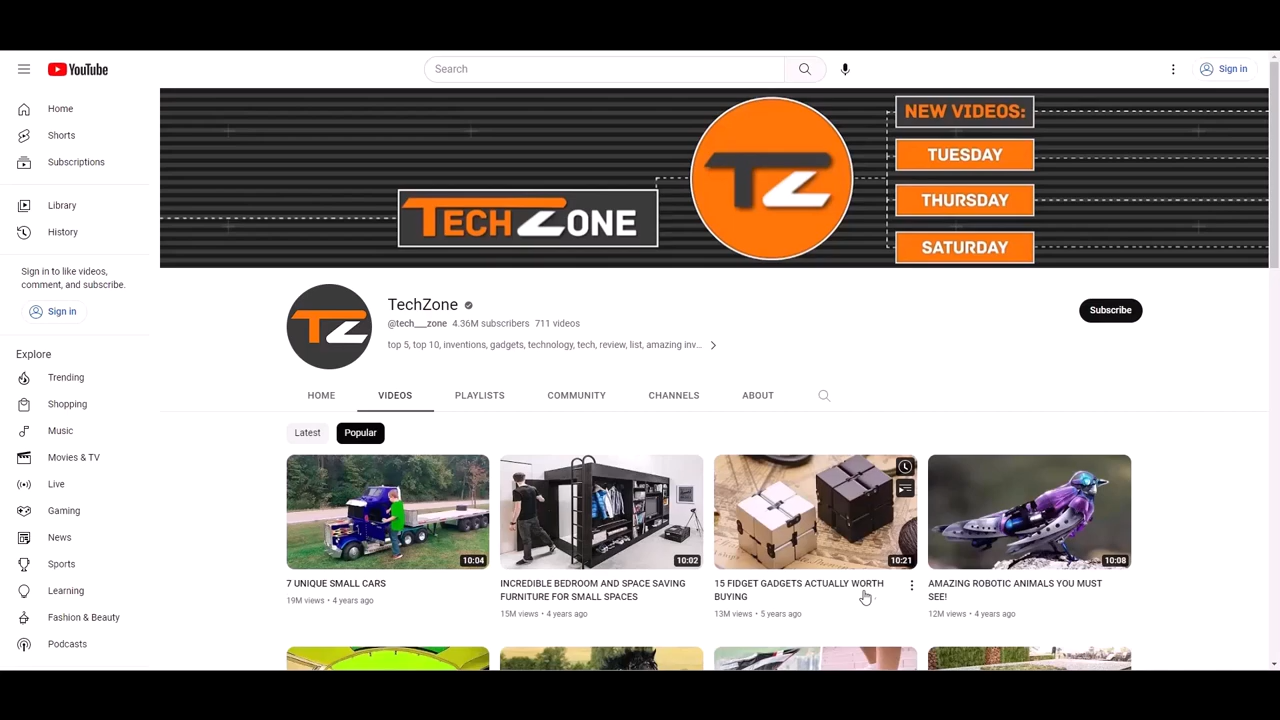 YouTube
Search
Sign in
Home
Shorts
Subscriptions
Library
History
Sign in to like videos,
comment, and subscribe.
Sign in
Explore
Trending
Shopping
Music
Movies & TV
Live
Gaming
News
Sports
Learning
Fashion & Beauty
Podcasts
TECHZONE
TZ
NEW VIDEOS:
TUESDAY
THURSDAY
SATURDAY
TZ
TechZone
@tech__zone 4.36M subscribers 711 videos
top 5, top 10, inventions, gadgets, technology, tech, review, list, amazing inv...
HOME VIDEOS PLAYLISTS COMMUNITY CHANNELS ABOUT
Latest Popular
10:04
10:02
10:21
10:08
7 UNIQUE SMALL CARS
19M views • 4 years ago
INCREDIBLE BEDROOM AND SPACE SAVING
FURNITURE FOR SMALL SPACES
15M views • 4 years ago
15 FIDGET GADGETS ACTUALLY WORTH
BUYING
13M views • 5 years ago
AMAZING ROBOTIC ANIMALS YOU MUST
SEE!
12M views • 4 years ago